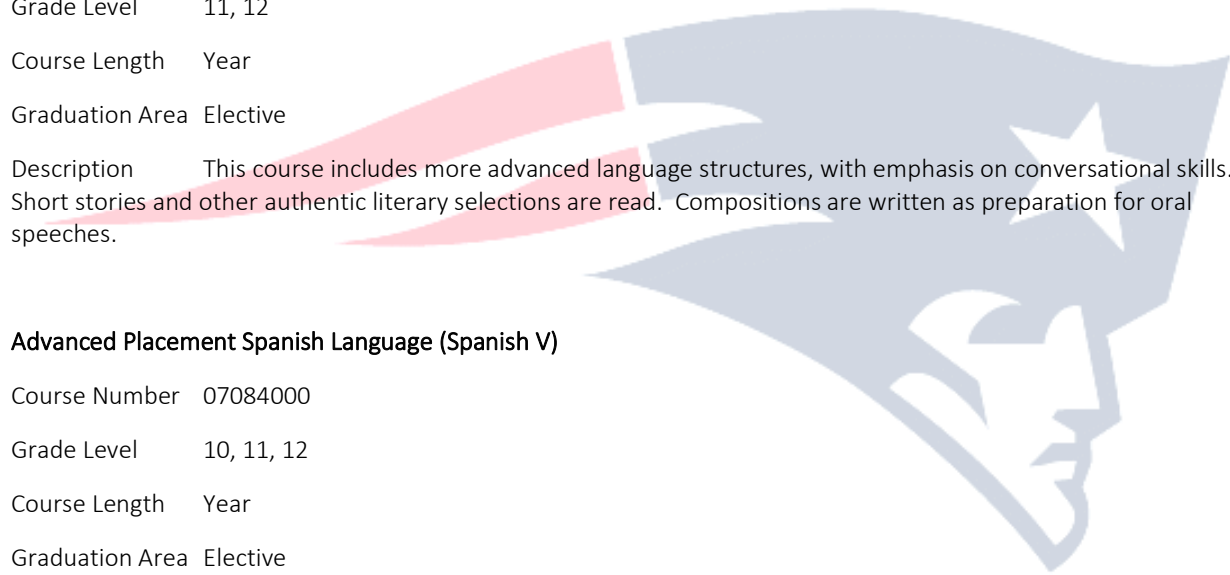 Grade Level 11, 12
Course Length Year
Graduation Area Elective
Description This course includes more advanced language structures, with emphasis on conversational skills.
Short stories and other authentic literary selections are read. Compositions are written as preparation for oral
speeches.
Advanced Placement Spanish Language (Spanish V)
Course Number 07084000
Grade Level 10, 11, 12
Course Length Year
Graduation Area Elective